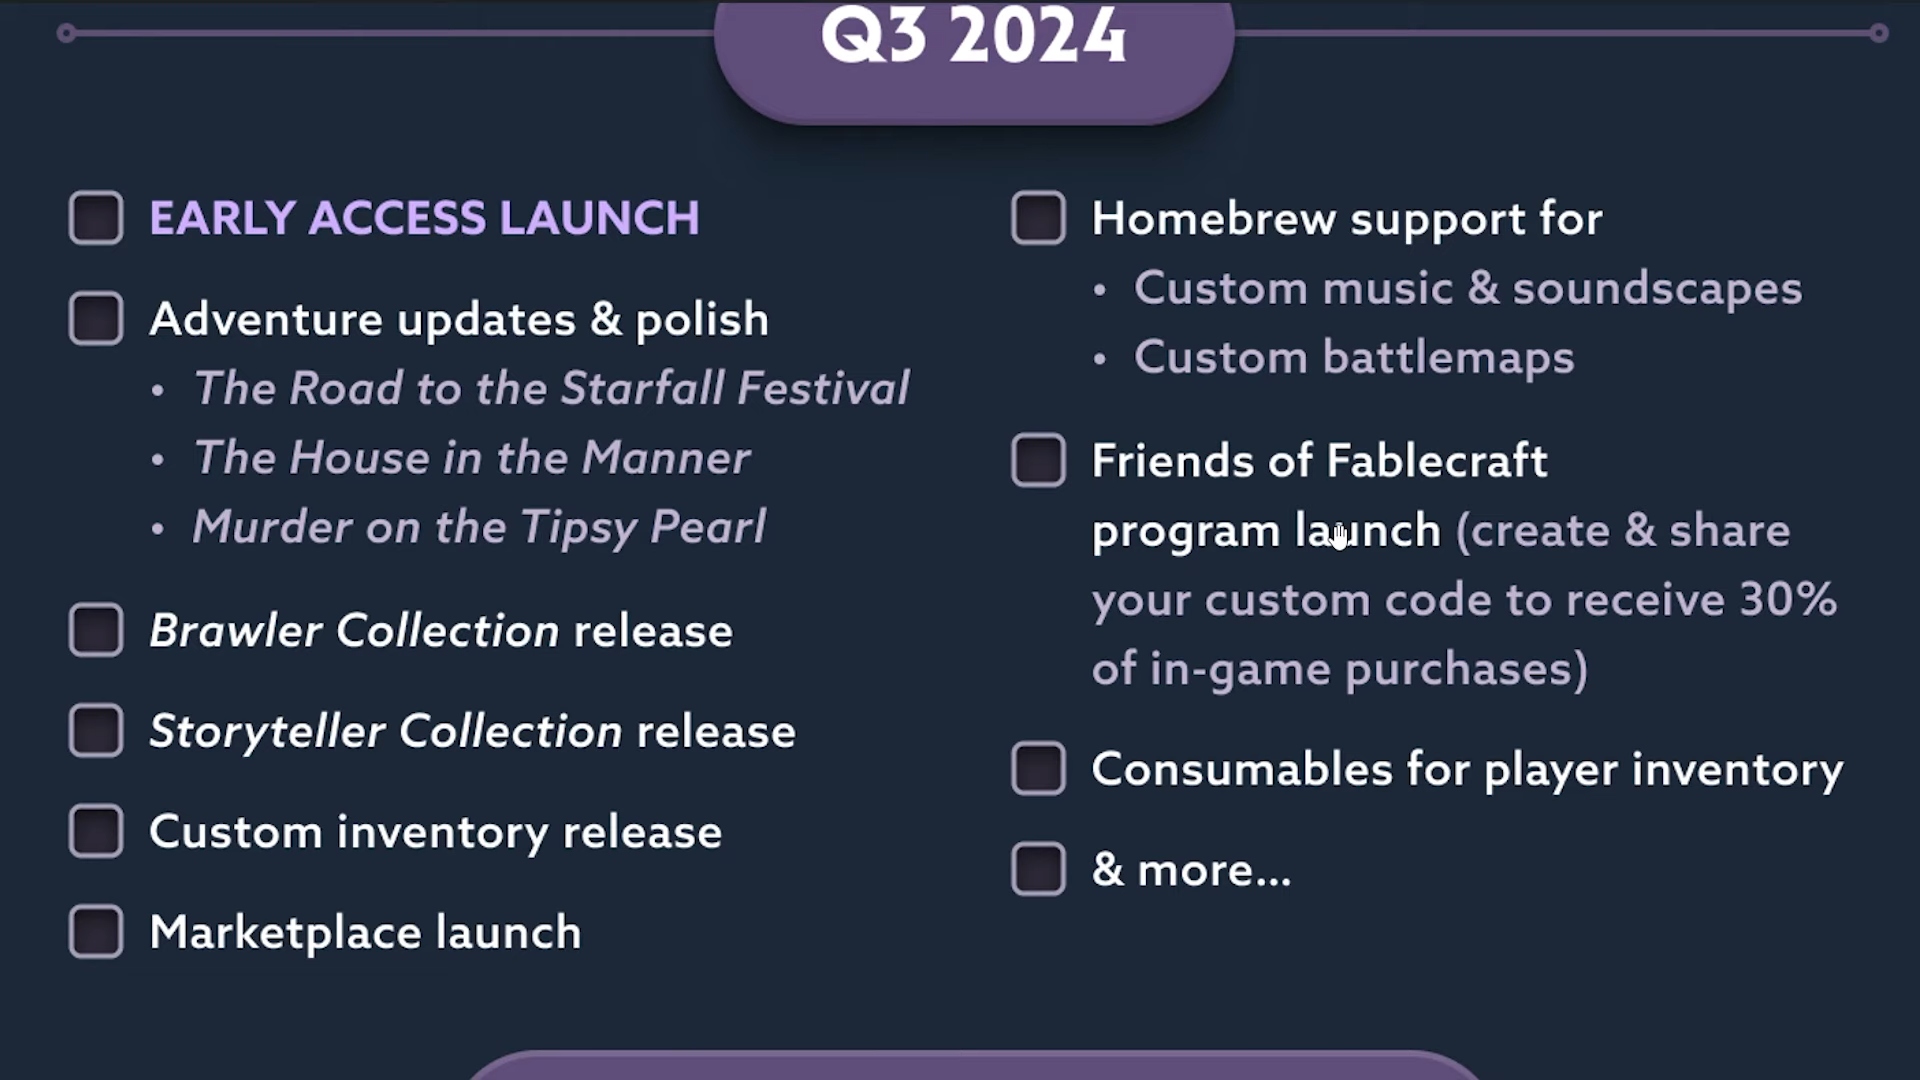 Q3 2024
EARLY ACCESS LAUNCH
Adventure updates & polish
• The Road to the Starfall Festival
• The House in the Manner
• Murder on the Tipsy Pearl
Brawler Collection release
Storyteller Collection release
Custom inventory release
Marketplace launch
Homebrew support for
• Custom music & soundscapes
• Custom battlemaps
Friends of Fablecraft
program launch (create & share
your custom code to receive 30%
of in-game purchases)
Consumables for player inventory
& more...